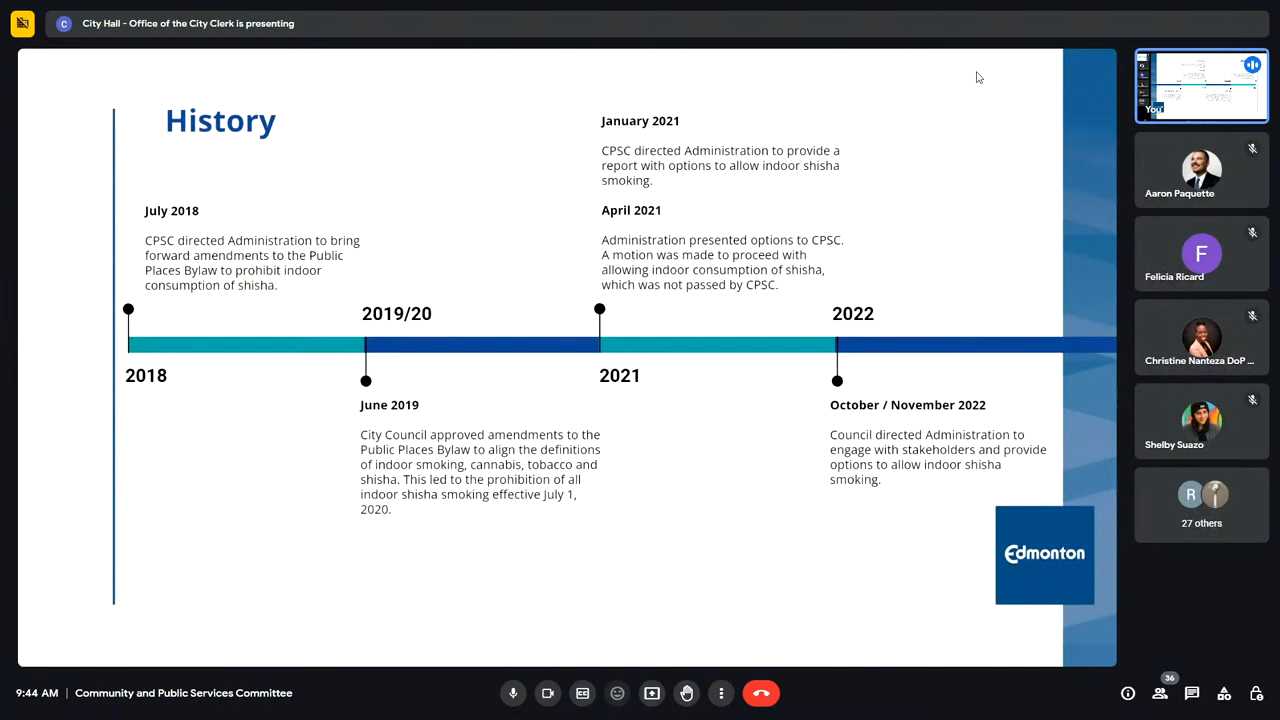 City Hall - Office of the City Clerk is presenting
C
History
July 2018
CPSC directed Administration to bring
forward amendments to the Public
Places Bylaw to prohibit indoor
consumption of shisha.
January 2021
CPSC directed Administration to provide a
report with options to allow indoor shisha
smoking.
April 2021
Administration presented options to CPSC.
A motion was made to proceed with
allowing indoor consumption of shisha,
which was not passed by CPSC.
2019/20
2022
2018
2021
June 2019
City Council approved amendments to the
Public Places Bylaw to align the definitions
of indoor smoking, cannabis, tobacco and
shisha. This led to the prohibition of all
indoor shisha smoking effective July 1,
2020.
October / November 2022
Council directed Administration to
engage with stakeholders and provide
options to allow indoor shisha
smoking.
Edmonton
You
Aaron Paquette
F
Felicia Ricard
Christine Nanteza DoP ...
Shelby Suazo
R
27 others
9:44 AM | Community and Public Services Committee
36